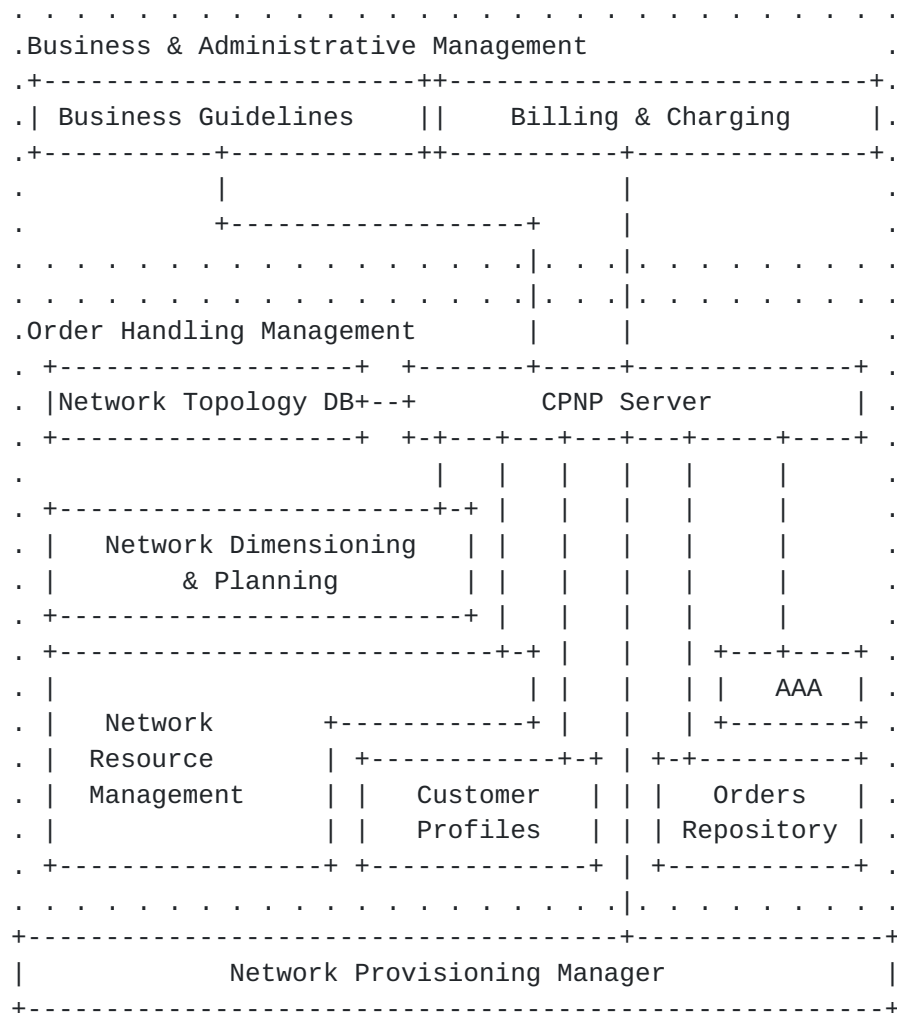 Business & Administrative Management
Business Guidelines Billing & Charging
Order Handling Management
Network Topology DB CPNP Server
Network Dimensioning
& Planning
AAA
Network
Resource
Management Customer Orders
Profiles Repository
Network Provisioning Manager